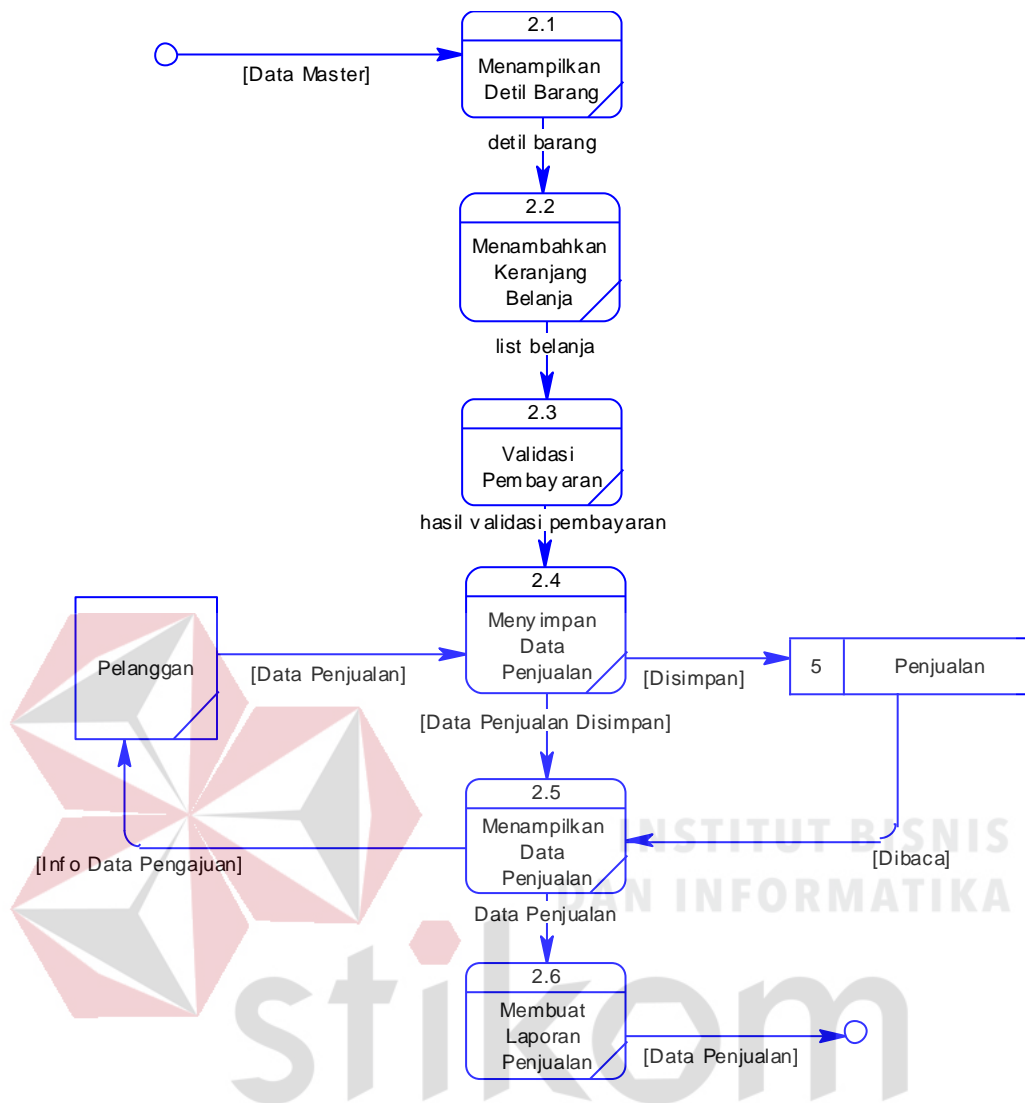 2.1
Menampilkan
Detil Barang
[Data Master]
detil barang
2.2
Menambahkan
Keranjang
Belanja
list belanja
2.3
Validasi
Pembayaran
hasil validasi pembayaran
2.4
Menyimpan
Data
Penjualan
Pelanggan
[Data Penjualan]
[Disimpan]
5
Penjualan
[Data Penjualan Disimpan]
2.5
Menampilkan
Data
Penjualan
[Info Data Pengajuan]
[Dibaca]
INSTITUT BISNIS
DAN INFORMATIKA
Data Penjualan
stikom
2.6
Membuat
Laporan
Penjualan
[Data Penjualan]